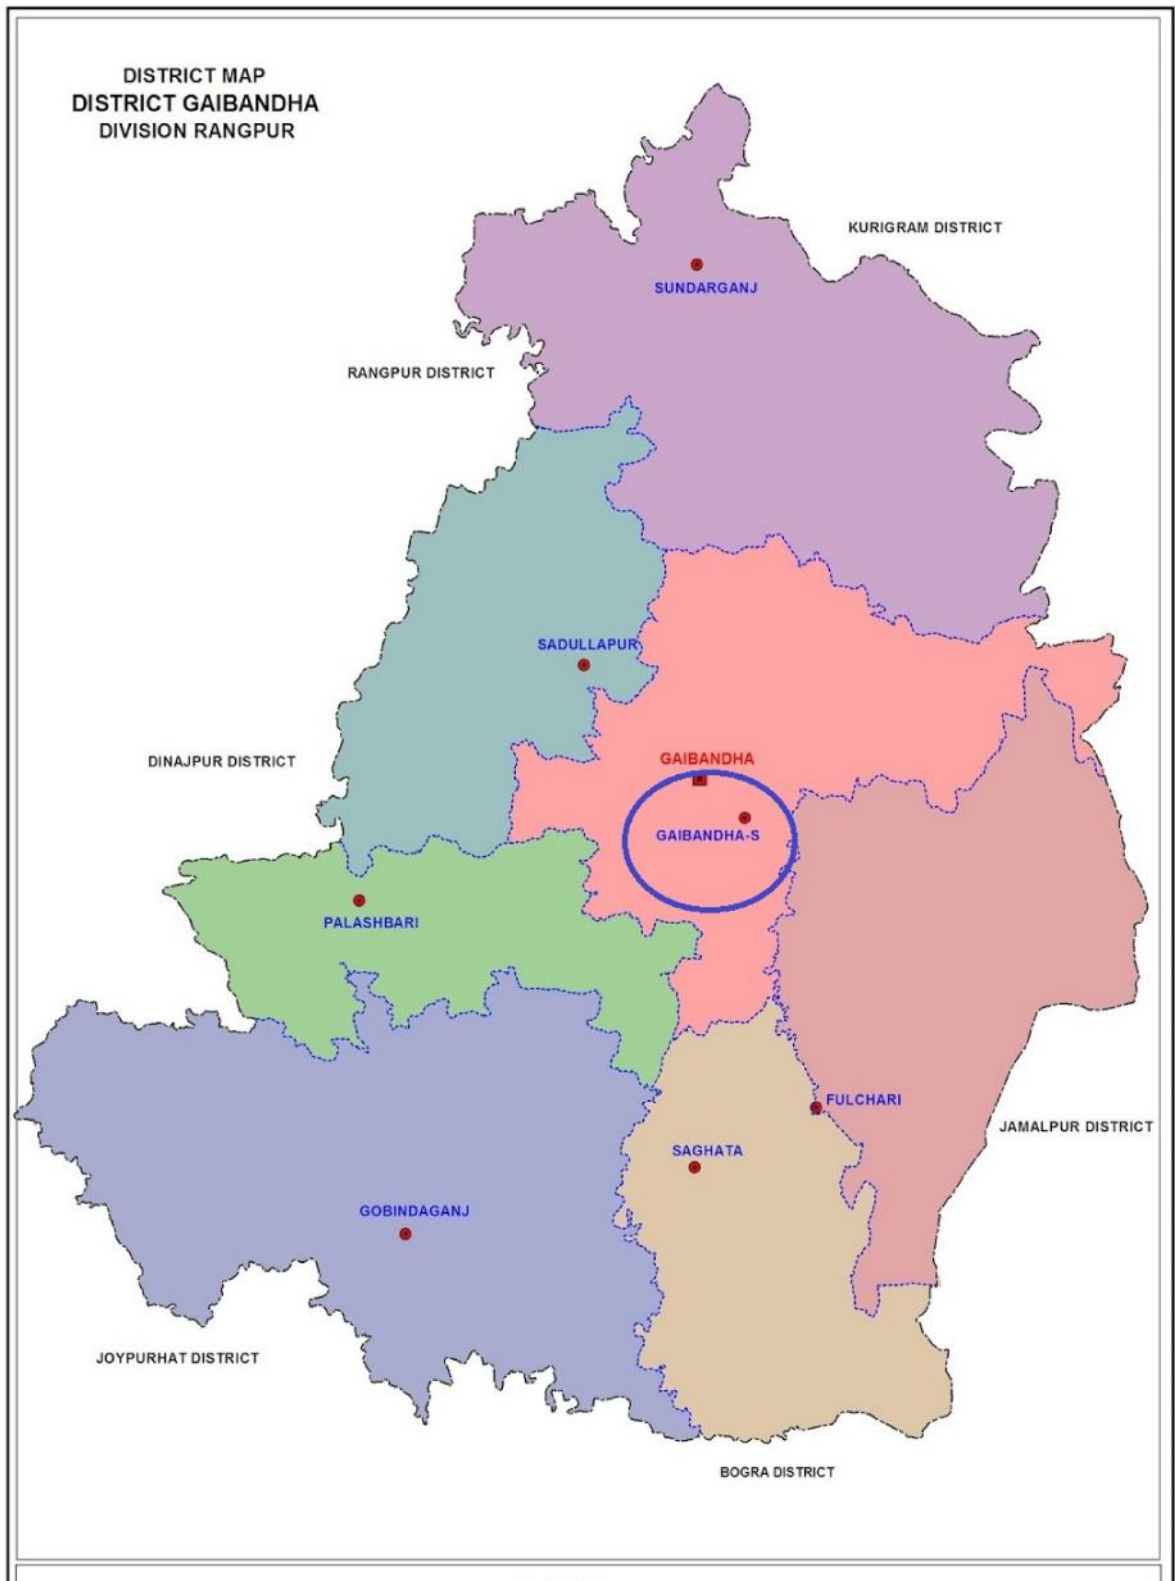 DISTRICT MAP
DISTRICT GAIBANDHA
DIVISION RANGPUR
KURIGRAM DISTRICT
SUNDARGANJ
RANGPUR DISTRICT
SADULLAPUR
DINAJPUR DISTRICT
GAIBANDHA
GAIBANDHA-S
PALASHBARI
FULCHARI
JAMALPUR DISTRICT
SAGHATA
GOBINDAGANJ
JOYPURHAT DISTRICT
BOGRA DISTRICT